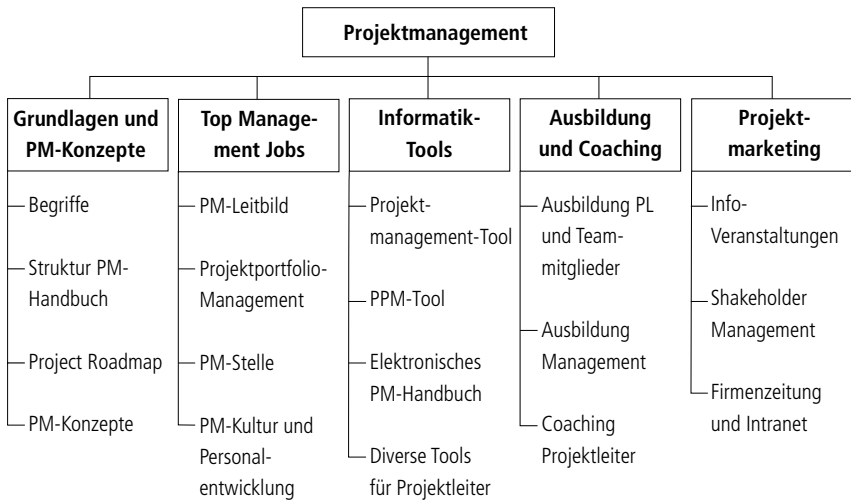 Projektmanagement
Grundlagen und
PM-Konzepte
Begriffe
Struktur PM-
Handbuch
Project Roadmap
PM-Konzepte
Top Manage-
ment Jobs
PM-Leitbild
Projektportfolio-
Management
PM-Stelle
PM-Kultur und
Personal-
entwicklung
Informatik-
Tools
Projekt-
management-Tool
PPM-Tool
Elektronisches
PM-Handbuch
Diverse Tools
für Projektleiter
Ausbildung
und Coaching
Ausbildung PL
und Team-
mitglieder
Ausbildung
Management
Coaching
Projektleiter
Projekt-
marketing
Info-
Veranstaltungen
Shakeholder
Management
Firmenzeitung
und Intranet